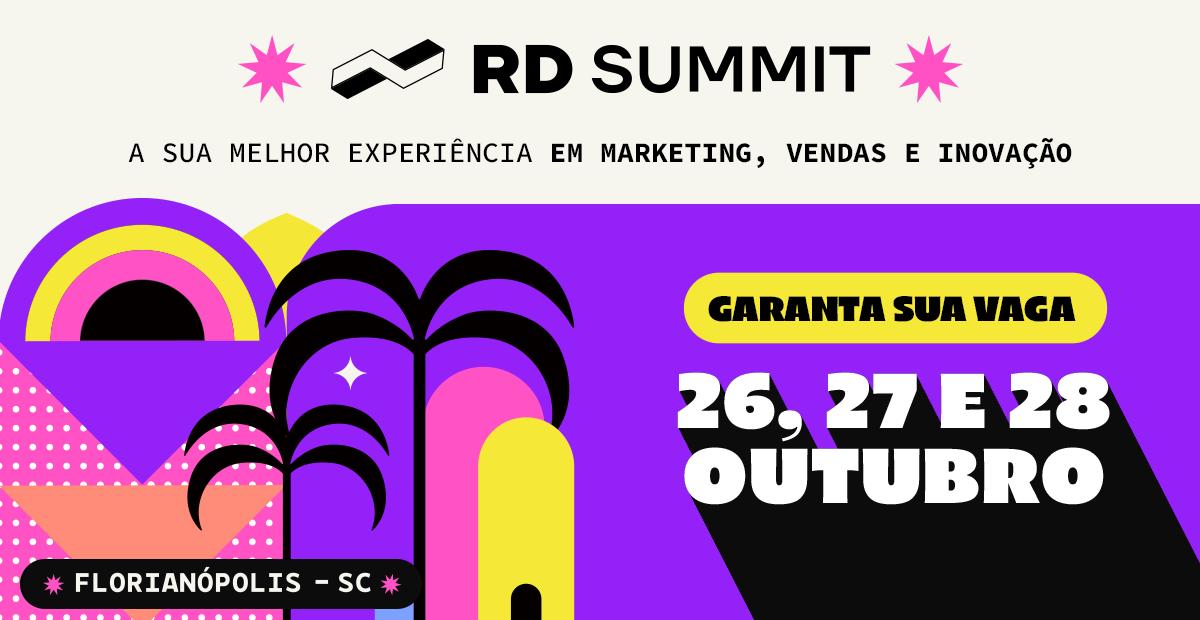 RD SUMMIT
A SUA MELHOR EXPERIÊNCIA EM MARKETING, VENDAS E INOVAÇÃO
GARANTA SUA VAGA
26, 27 E 28
OUTUBRO
FLORIANÓPOLIS - SC